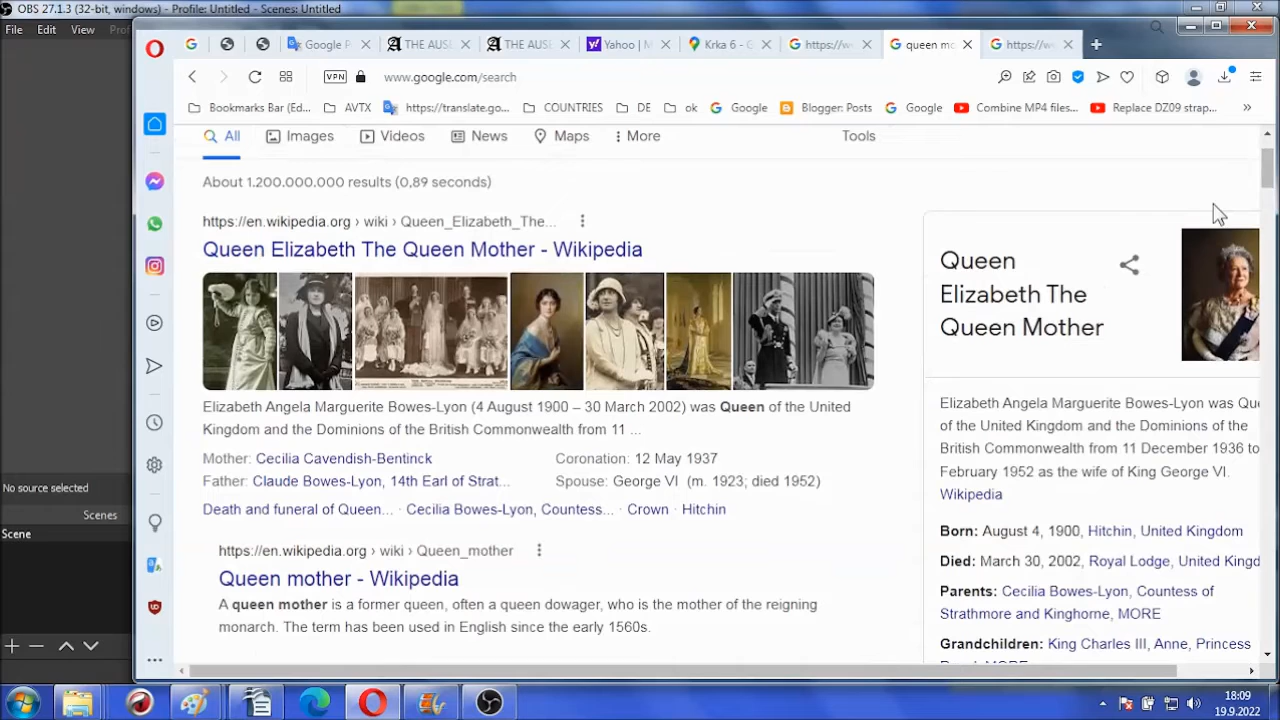 OBS 27.1.3 (32-bit, windows) - Profile: Untitled - Scenes: Untitled
File Edit View
Google P
THE AUS
THE AUS
Yahoo | M
Krka 6 - G
https://w
queen mo
https://w
VPN
www.google.com/search
Bookmarks Bar (Ed...
AVTX
https://translate.go...
COUNTRIES
DE
ok
Google
Blogger: Posts
Google
Combine MP4 files...
Replace DZ09 strap...
All Images Videos News Maps More Tools
About 1.200.000.000 results (0,89 seconds)
https://en.wikipedia.org › wiki › Queen_Elizabeth_The...
Queen Elizabeth The Queen Mother - Wikipedia
Elizabeth Angela Marguerite Bowes-Lyon (4 August 1900 – 30 March 2002) was Queen of the United
Kingdom and the Dominions of the British Commonwealth from 11 ...
Mother: Cecilia Cavendish-Bentinck
Coronation: 12 May 1937
Father: Claude Bowes-Lyon, 14th Earl of Strat...
Spouse: George VI (m. 1923; died 1952)
Death and funeral of Queen... · Cecilia Bowes-Lyon, Countess... · Crown · Hitchin
https://en.wikipedia.org › wiki › Queen_mother
Queen mother - Wikipedia
A queen mother is a former queen, often a queen dowager, who is the mother of the reigning
monarch. The term has been used in English since the early 1560s.
Queen
Elizabeth The
Queen Mother
Elizabeth Angela Marguerite Bowes-Lyon was Que
of the United Kingdom and the Dominions of the
British Commonwealth from 11 December 1936 to
February 1952 as the wife of King George VI.
Wikipedia
Born: August 4, 1900, Hitchin, United Kingdom
Died: March 30, 2002, Royal Lodge, United Kingd
Parents: Cecilia Bowes-Lyon, Countess of
Strathmore and Kinghorne, MORE
Grandchildren: King Charles III, Anne, Princess
No source selected
Scenes
Scene
18:09
19.9.2022